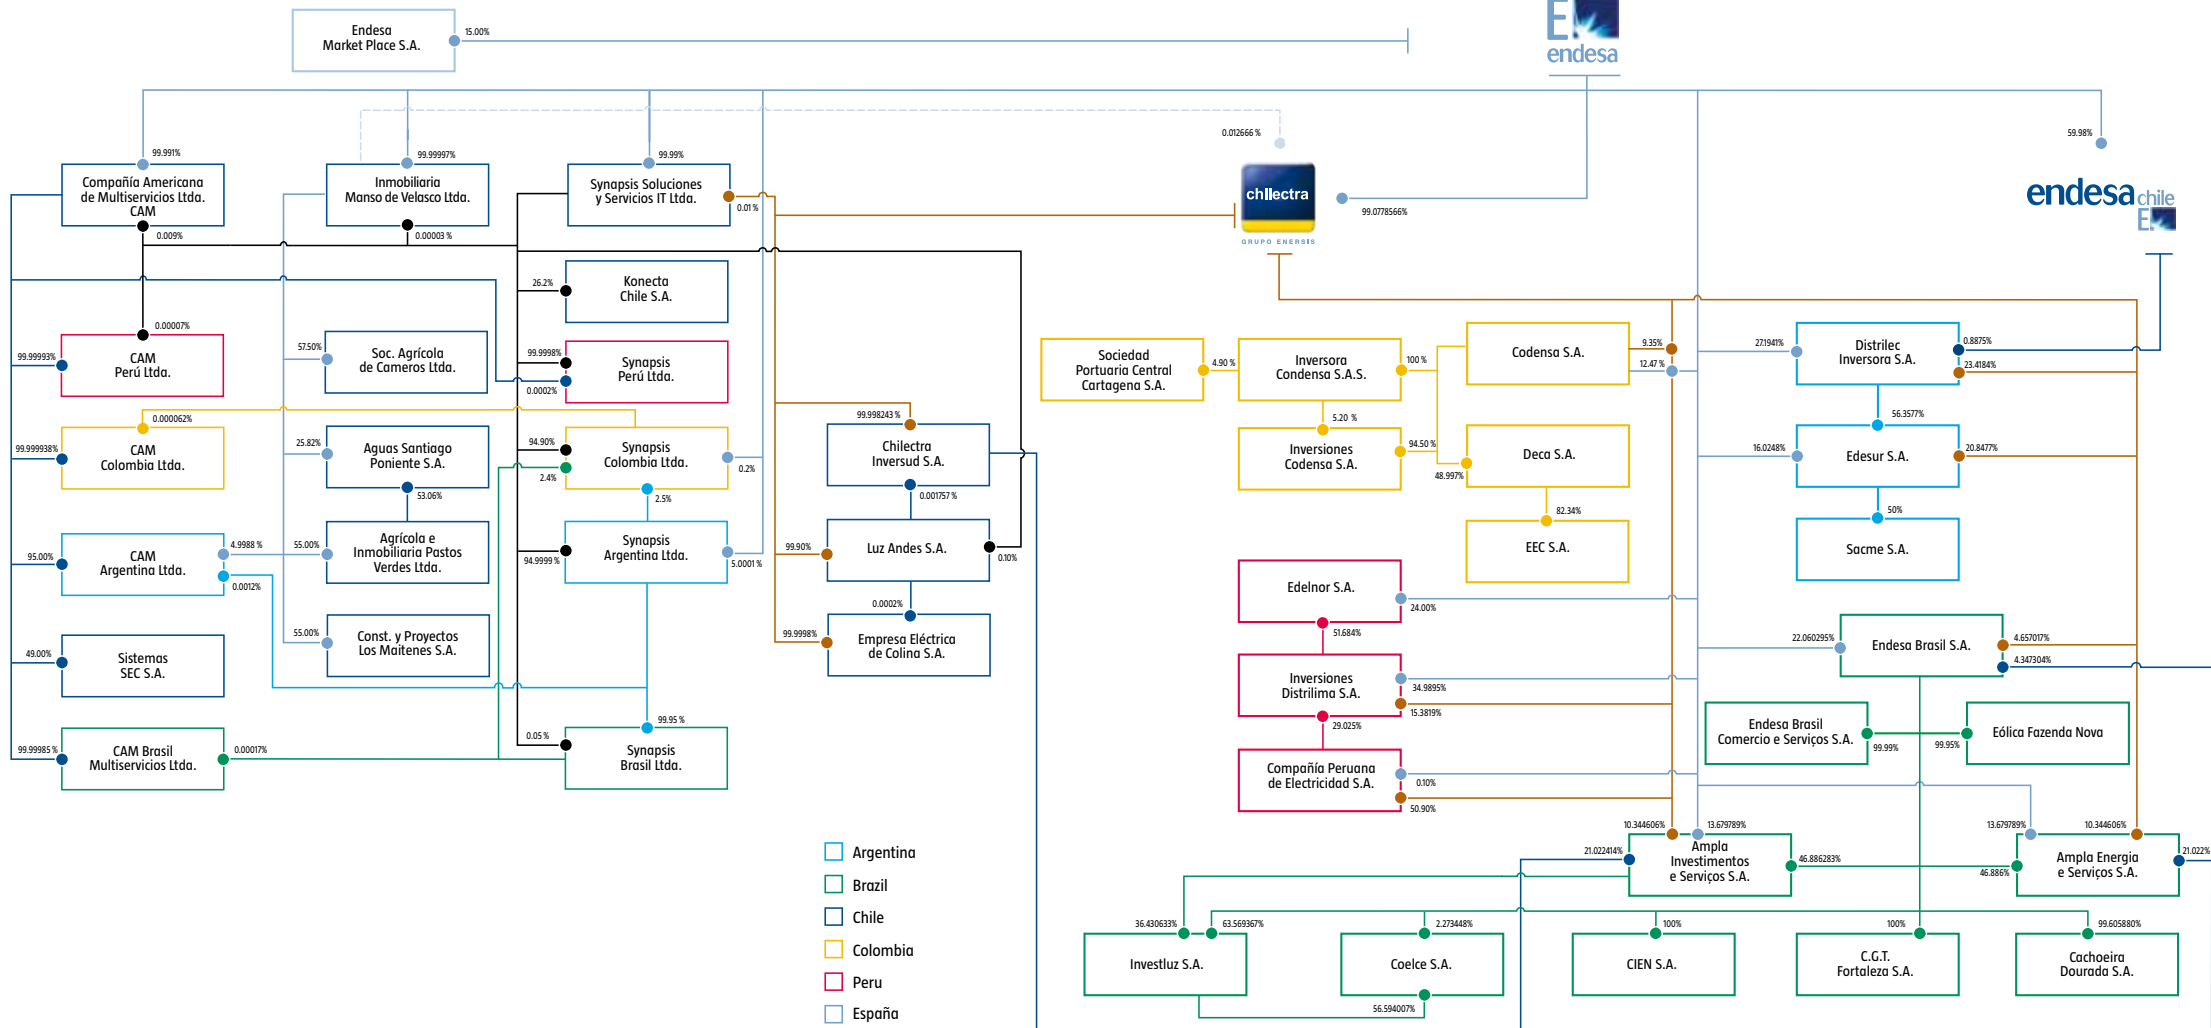 Endesa
Market Place S.A.
15.00%
E
endesa
0.012666 %
59.98%
99.991%
Compañía Americana
de Multiservicios Ltda.
CAM
0.009%
99.99997%
Inmobiliaria
Manso de Velasco Ltda.
0.00003 %
99.99%
Synapsis Soluciones
y Servicios IT Ltda.
0.01 %
chilectra
GRUPO ENERSIS
99.0778566%
endesa chile
E
26.2%
Konecta
Chile S.A.
0.00007%
99.99993%
CAM
Perú Ltda.
57.50%
Soc. Agrícola
de Cameros Ltda.
99.9998%
0.0002%
Synapsis
Perú Ltda.
Sociedad
Portuaria Central
Cartagena S.A.
4.90 %
Inversora
Condensa S.A.S.
100 %
Codensa S.A.
9.35%
12.47 %
27.1941%
Distrilec
Inversora S.A.
0.8875%
23.4184%
0.000062%
99.999938%
CAM
Colombia Ltda.
25.82%
Aguas Santiago
Poniente S.A.
53.06%
94.90%
2.4%
Synapsis
Colombia Ltda.
0.2%
2.5%
99.998243 %
Chilectra
Inversud S.A.
0.001757 %
5.20 %
Inversiones
Codensa S.A.
94.50 %
48.997%
Deca S.A.
82.34%
EEC S.A.
56.3577%
16.0248%
Edesur S.A.
20.8477%
50%
Sacme S.A.
95.00%
CAM
Argentina Ltda.
4.9988 %
0.0012%
55.00%
Agrícola e
Inmobiliaria Pastos
Verdes Ltda.
94.9999 %
Synapsis
Argentina Ltda.
5.0001 %
99.90%
Luz Andes S.A.
0.10%
0.0002%
99.9998%
Empresa Eléctrica
de Colina S.A.
49.00%
Sistemas
SEC S.A.
55.00%
Const. y Proyectos
Los Maitenes S.A.
Edelnor S.A.
24.00%
51.684%
Inversiones
Distrilima S.A.
34.9895%
15.3819%
29.025%
Compañía Peruana
de Electricidad S.A.
0.10%
50.90%
22.060295%
Endesa Brasil S.A.
4.657017%
4.347304%
Endesa Brasil
Comercio e Serviços S.A.
99.99%
99.95%
Eólica Fazenda Nova
99.99985 %
CAM Brasil
Multiservicios Ltda.
0.00017%
0.05 %
99.95 %
Synapsis
Brasil Ltda.
10.344606%
13.679789%
21.022414%
Ampla
Investimentos
e Serviços S.A.
46.886283%
13.679789%
10.344606%
46.886%
Ampla Energia
e Serviços S.A.
21.022%
36.430633%
63.569367%
Investluz S.A.
2.273448%
Coelce S.A.
56.594007%
100%
CIEN S.A.
100%
C.G.T.
Fortaleza S.A.
99.605880%
Cachoeira
Dourada S.A.
Argentina
Brazil
Chile
Colombia
Peru
España